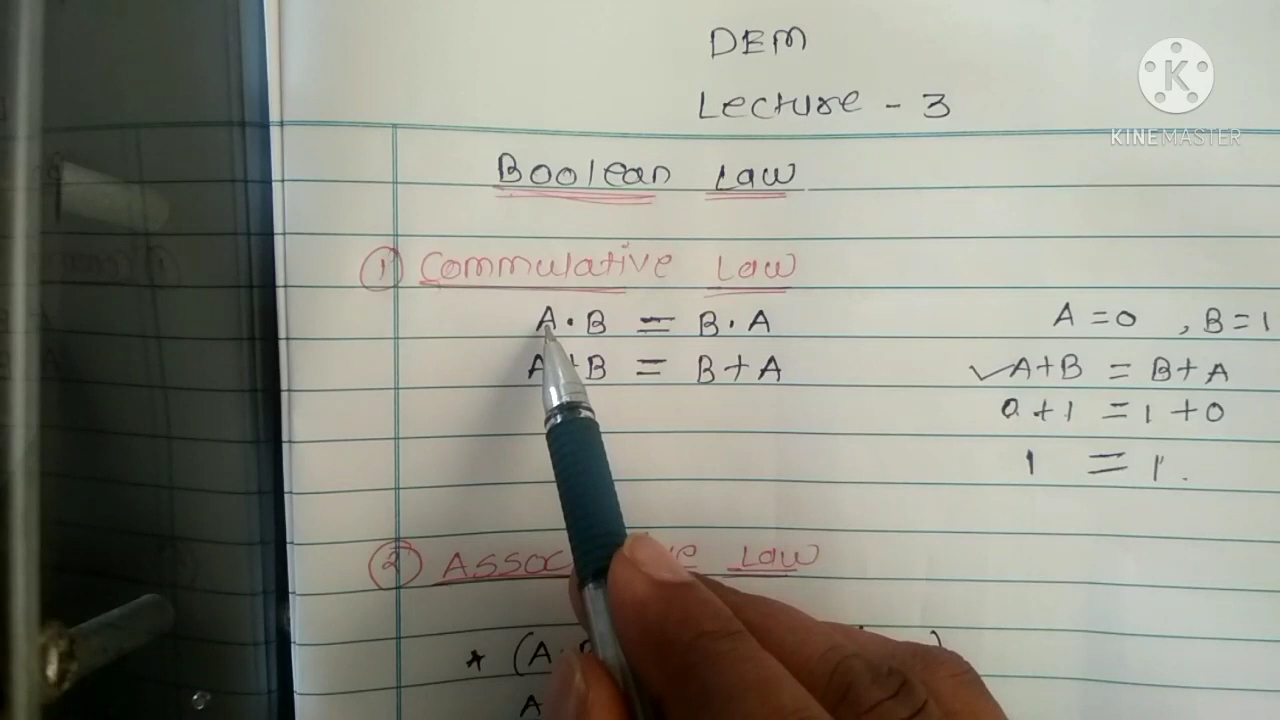 DEM
Lecture - 3
K
KINEMASTER
Boolean Law
① Commulative Law
A · B = B · A
A + B = B + A
A = 0 , B = 1
✓ A + B = B + A
0 + 1 = 1 + 0
1 = 1.
② Law
* (A ·
A